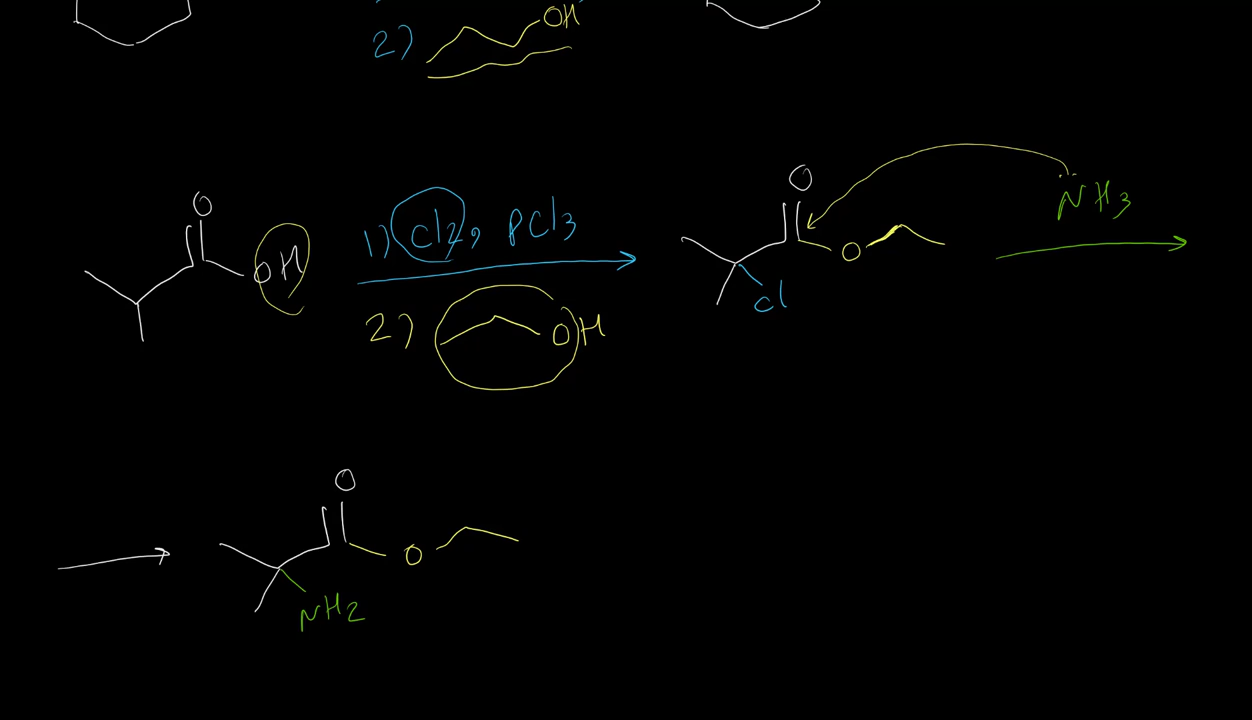 2) OH
O
OH
1) Cl2, PCl3
2) OH
O
O
Cl
NH3
O
O
NH2